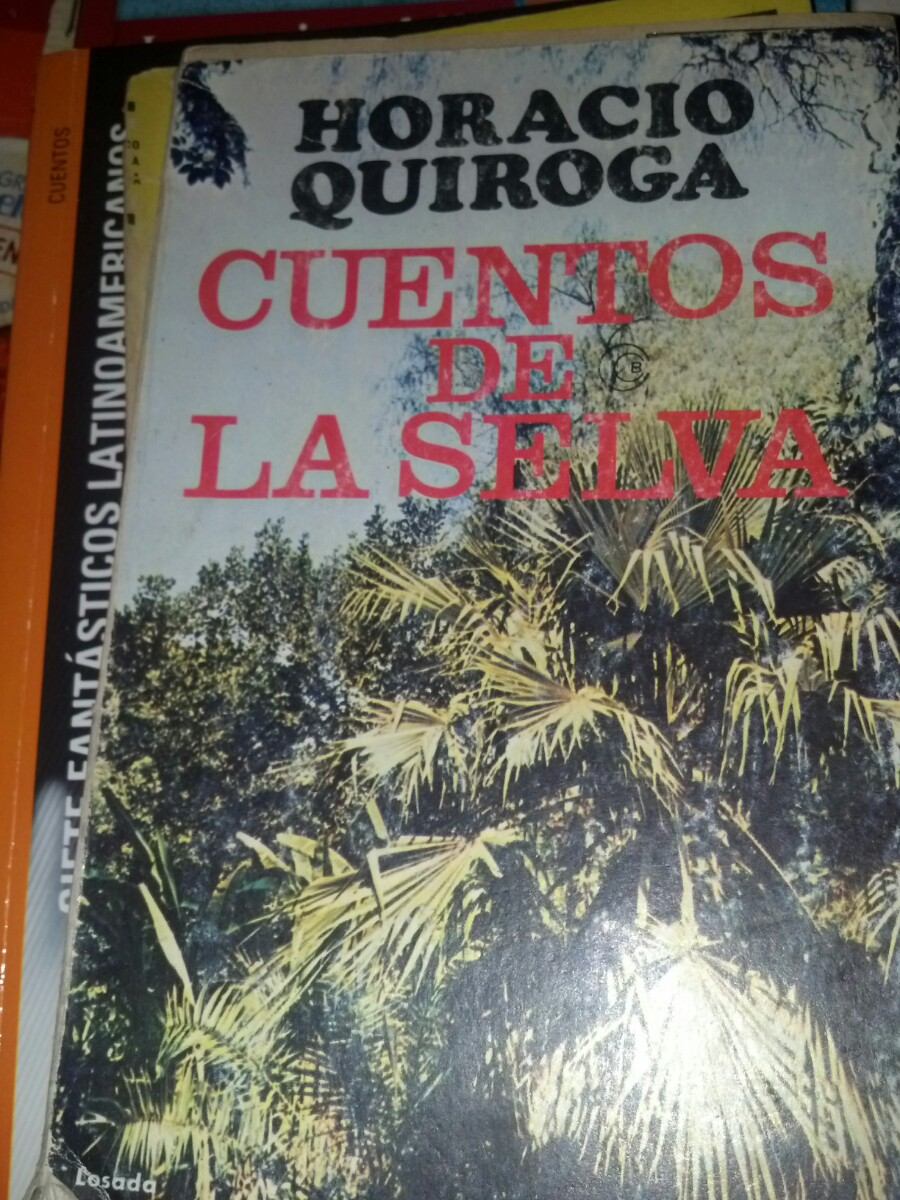 HORACIO
QUIROGA
CUENTOS
DE
LA SELVA
Losada
CUENTOS
SIETE FANTÁSTICOS LATINOAMERICANOS